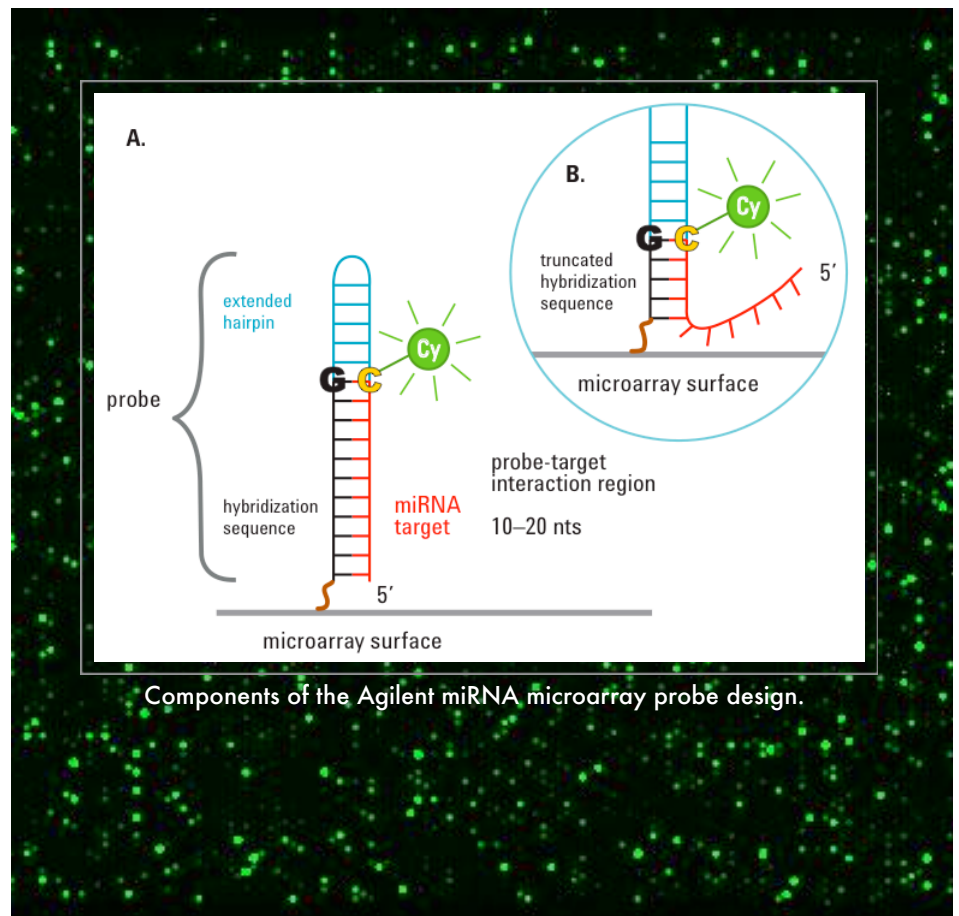 A.
extended
hairpin
Cy
G C
probe
hybridization
sequence
miRNA
target
probe-target
interaction region
10–20 nts
5′
microarray surface
B.
Cy
G C
truncated
hybridization
sequence
5′
microarray surface
Components of the Agilent miRNA microarray probe design.